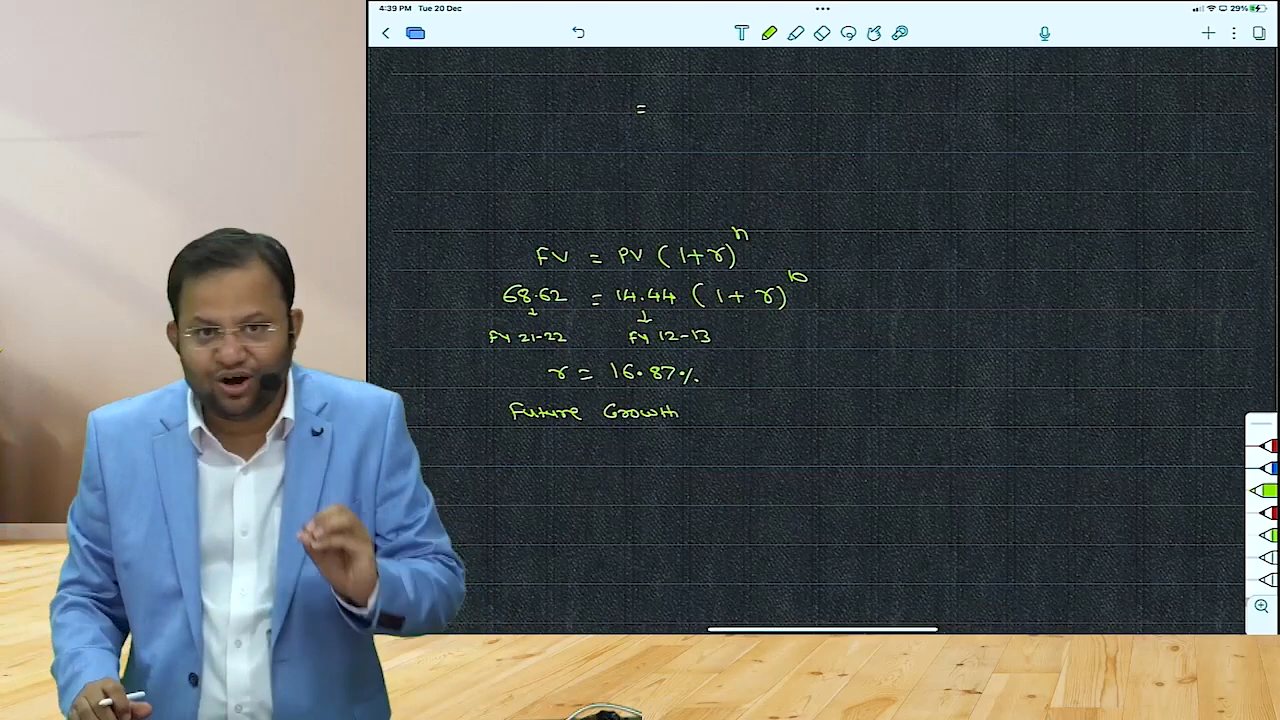 4:39 PM Tue 20 Dec
29%
=
FV = PV (1+r)^n
68.62 = 14.44 (1 + r)^10
↓ ↓
FY 21-22 FY 12-13
r = 16.87%
Future Growth